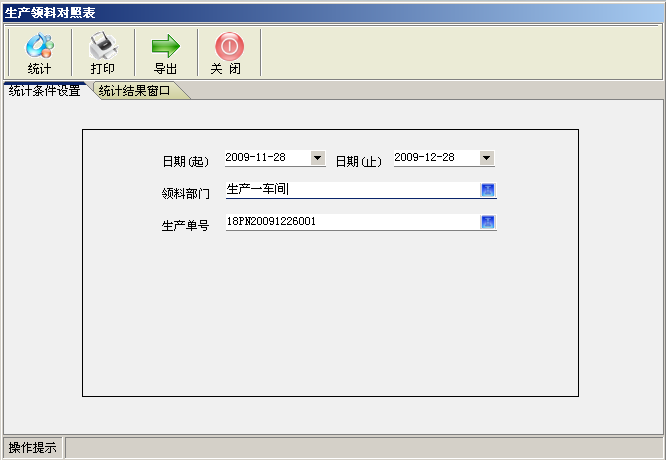 生产领料对照表
统计 打印 导出 关 闭
统计条件设置 统计结果窗口
日期(起) 2009-11-28 日期(止) 2009-12-28
领料部门 生产一车间
生产单号 18PN20091226001
操作提示